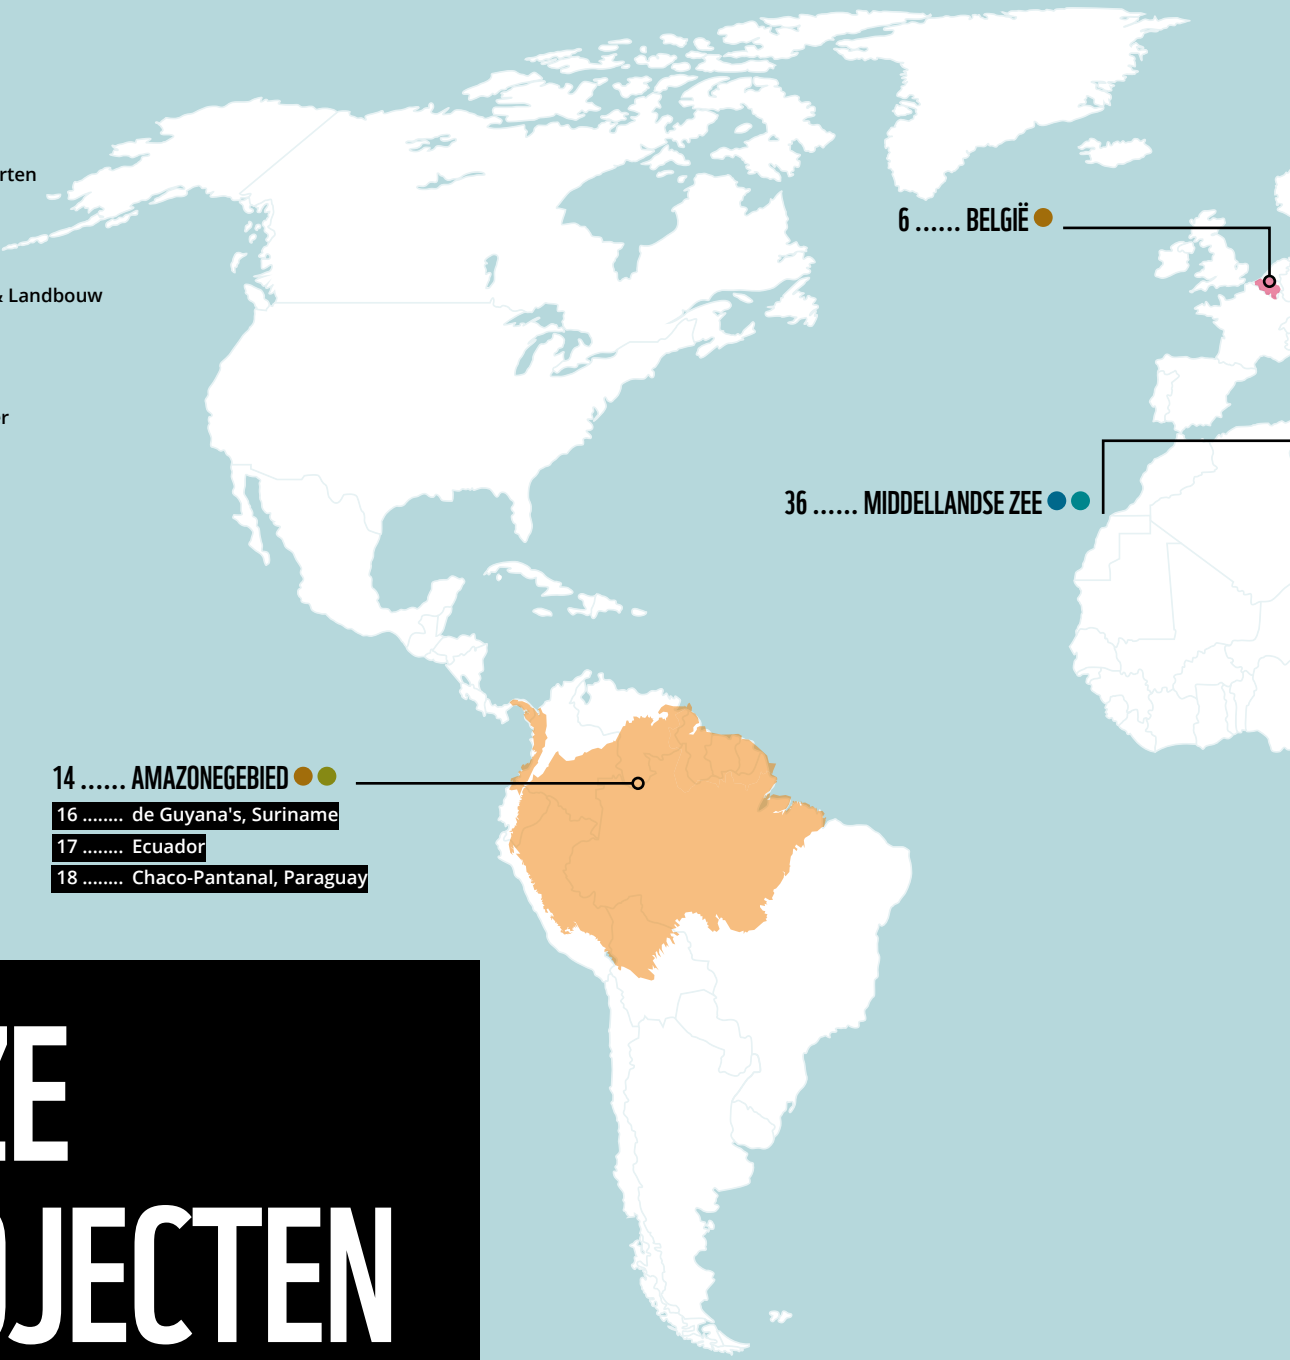 rten
& Landbouw
r
6 ...... BELGIË
36 ...... MIDDELLANDSE ZEE
14 ...... AMAZONEGEBIED
16 ........ de Guyana's, Suriname
17 ........ Ecuador
18 ........ Chaco-Pantanal, Paraguay
ZE
OJECTEN